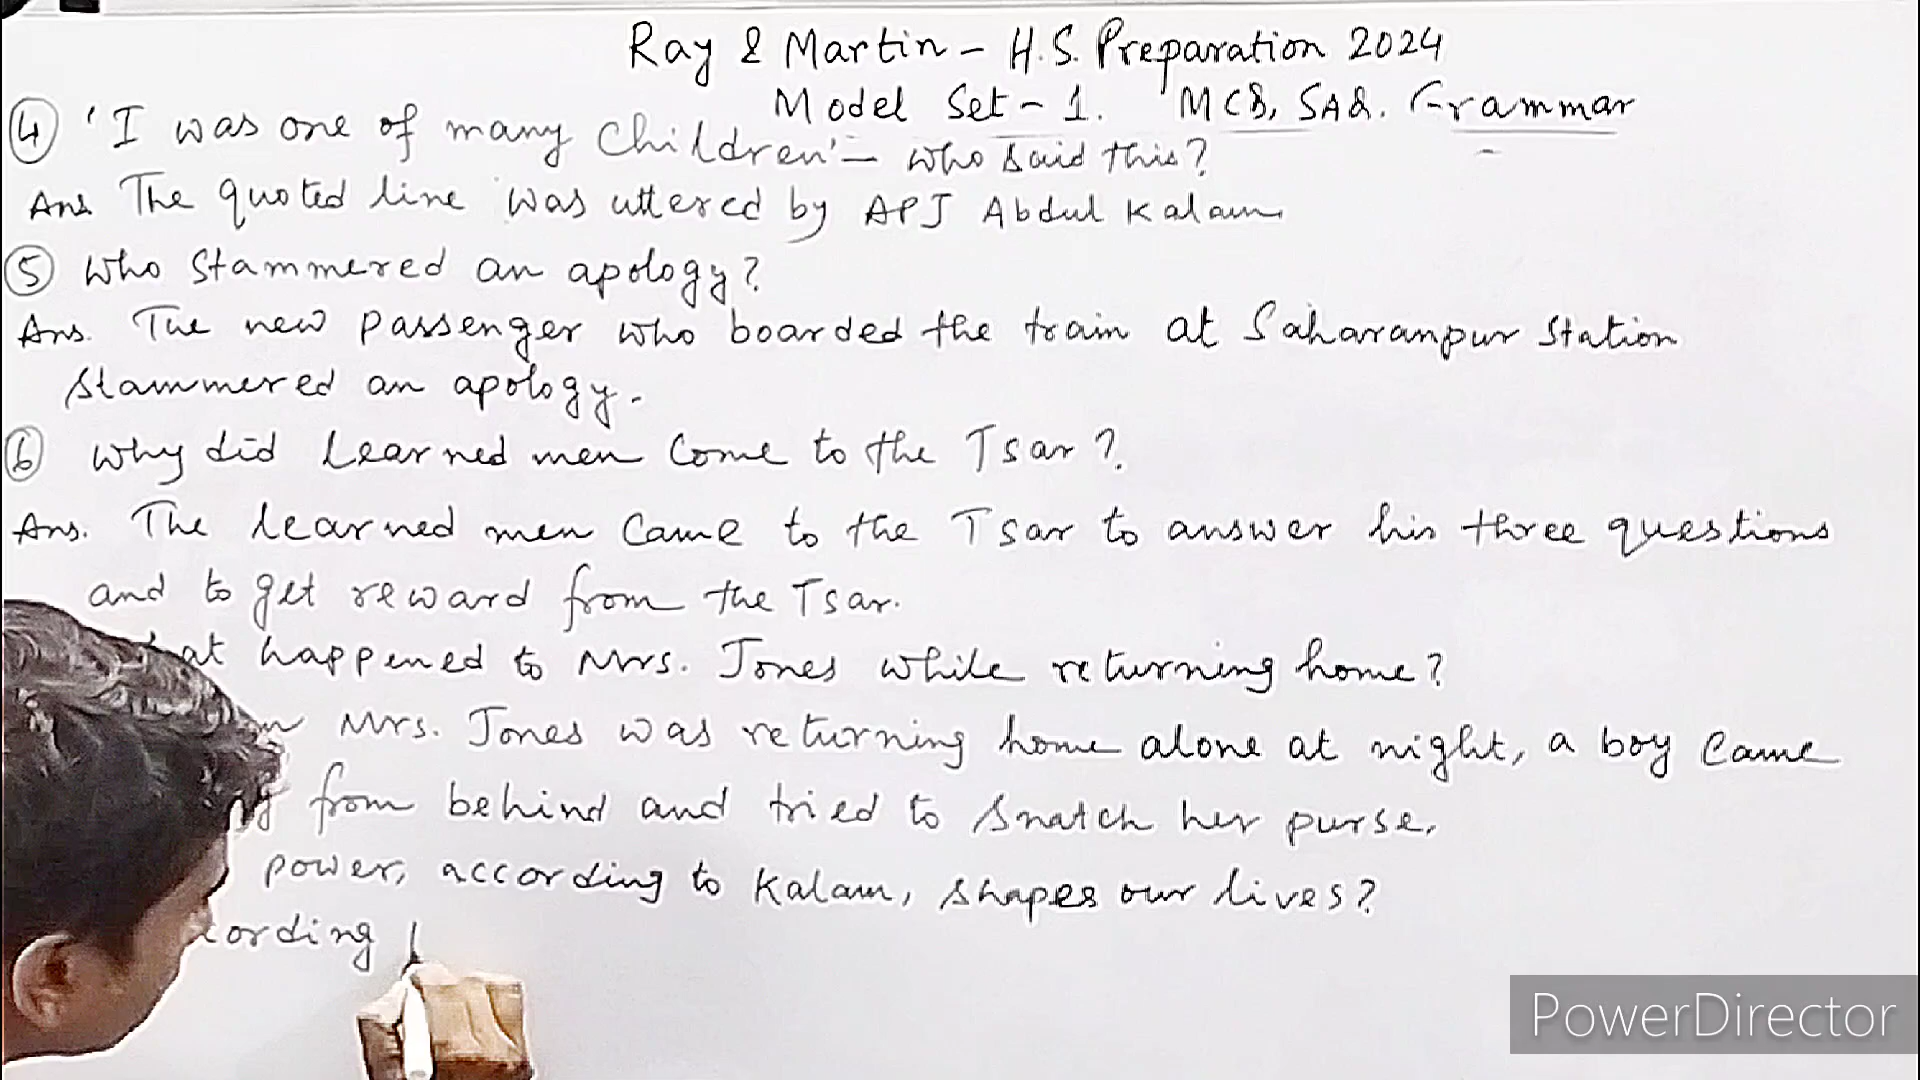 Ray & Martin - H.S. Preparation 2024
Model Set - 1. MCQ, SAQ. Grammar
④ 'I was one of many children' - who said this?
Ans. The quoted line was uttered by APJ Abdul Kalam.
⑤ Who stammered an apology?
Ans. The new passenger who boarded the train at Saharanpur Station
stammered an apology.
⑥ Why did learned men come to the Tsar?
Ans. The learned men came to the Tsar to answer his three questions
and to get reward from the Tsar.
at happened to Mrs. Jones while returning home?
Mrs. Jones was returning home alone at night, a boy came
from behind and tried to snatch her purse.
power, according to Kalam, shapes our lives?
cording
PowerDirector